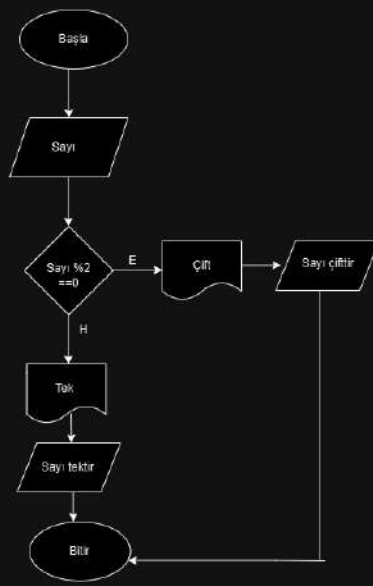 Başla
Sayı
Sayı %2
==0
E
Çift
Sayı çifttir
H
Tek
Sayı tektir
Bitir